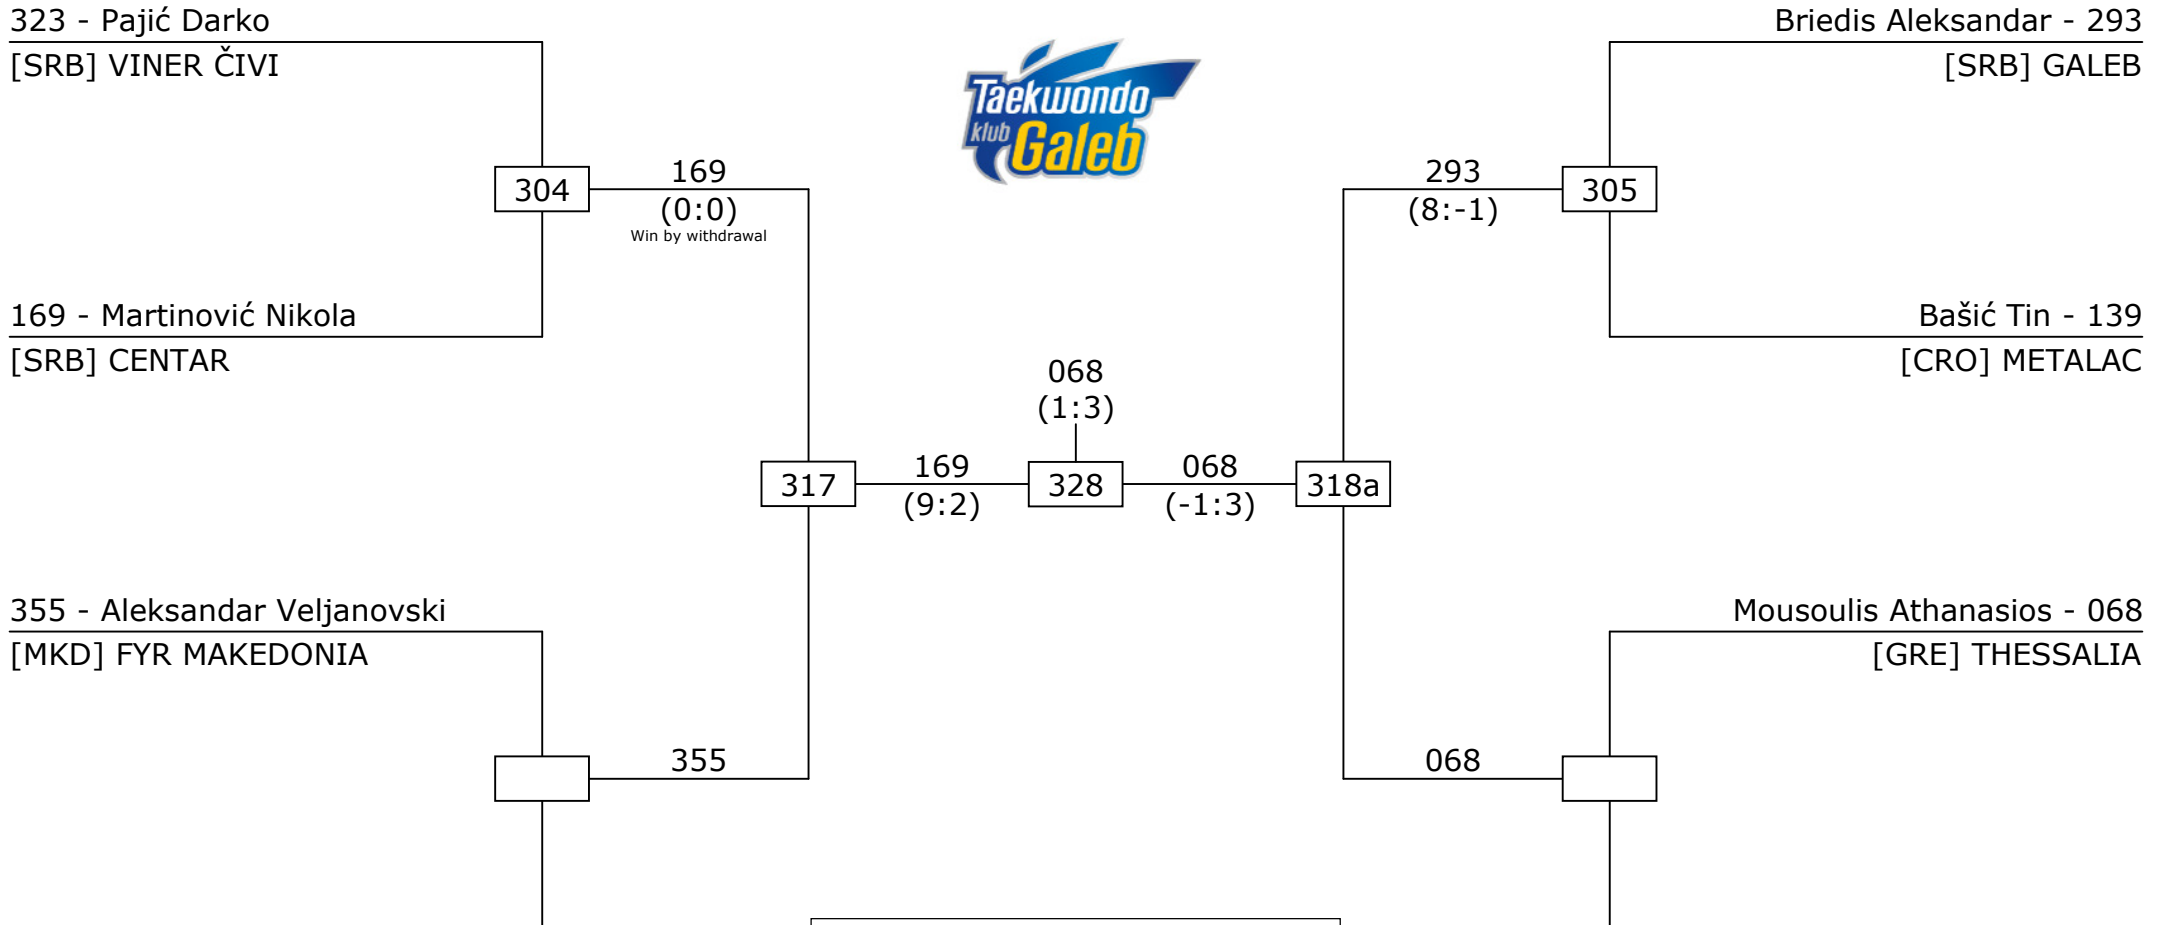 323 - Pajić Darko
[SRB] VINER ČIVI
Briedis Aleksandar - 293
[SRB] GALEB
Taekwondo
klub Galeb
304
169
(0:0)
Win by withdrawal
293
(8:-1)
305
169 - Martinović Nikola
[SRB] CENTAR
Bašić Tin - 139
[CRO] METALAC
068
(1:3)
317
169
(9:2)
328
068
(-1:3)
318a
355 - Aleksandar Veljanovski
[MKD] FYR MAKEDONIA
Mousoulis Athanasios - 068
[GRE] THESSALIA
355
068